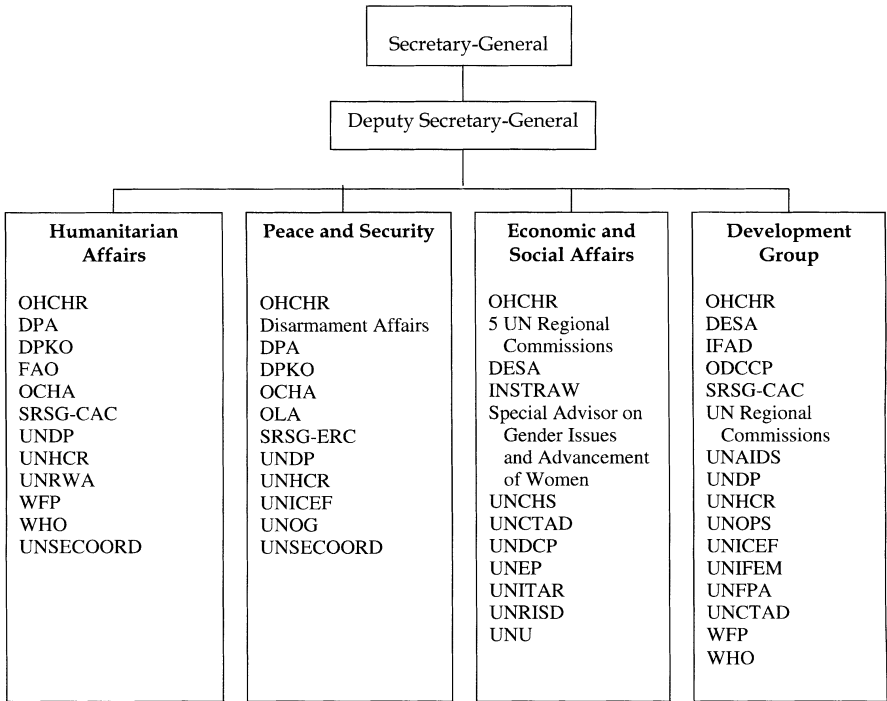 Secretary-General
Deputy Secretary-General
Humanitarian
Affairs
OHCHR
DPA
DPKO
FAO
OCHA
SRSG-CAC
UNDP
UNHCR
UNRWA
WFP
WHO
UNSECOORD
Peace and Security
OHCHR
Disarmament Affairs
DPA
DPKO
OCHA
OLA
SRSG-ERC
UNDP
UNHCR
UNICEF
UNOG
UNSECOORD
Economic and
Social Affairs
OHCHR
5 UN Regional
Commissions
DESA
INSTRAW
Special Advisor on
Gender Issues
and Advancement
of Women
UNCHS
UNCTAD
UNDCP
UNEP
UNITAR
UNRISD
UNU
Development
Group
OHCHR
DESA
IFAD
ODCCP
SRSG-CAC
UN Regional
Commissions
UNAIDS
UNDP
UNHCR
UNOPS
UNICEF
UNIFEM
UNFPA
UNCTAD
WFP
WHO